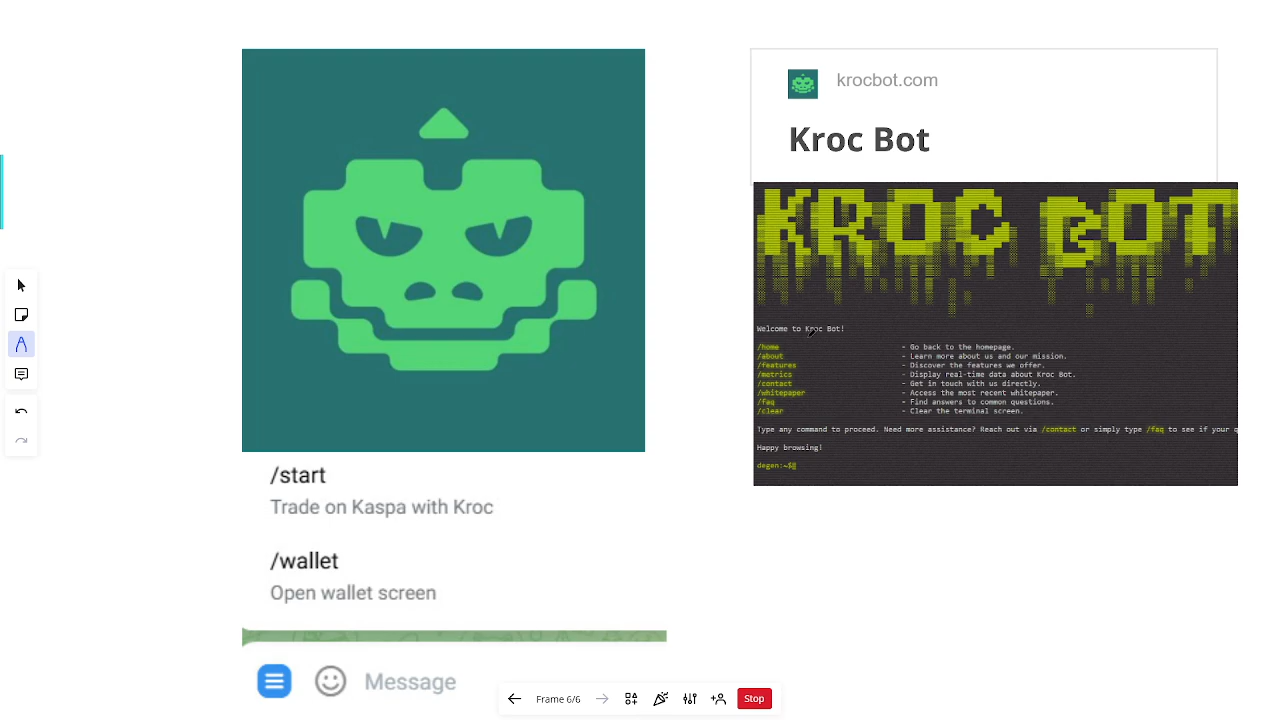 /start
Trade on Kaspa with Kroc
/wallet
Open wallet screen
Message
krocbot.com
Kroc Bot
KROC BOT
Welcome to Kroc Bot!
/home - Go back to the homepage.
/about - Learn more about us and our mission.
/features - Discover the features we offer.
/metrics - Display real-time data about Kroc Bot.
/contact - Get in touch with us directly.
/whitepaper - Access the most recent whitepaper.
/faq - Find answers to common questions.
/clear - Clear the terminal screen.
Type any command to proceed. Need more assistance? Reach out via /contact or simply type /faq to see if your q
Happy browsing!
degen:~$
Frame 6/6
Stop